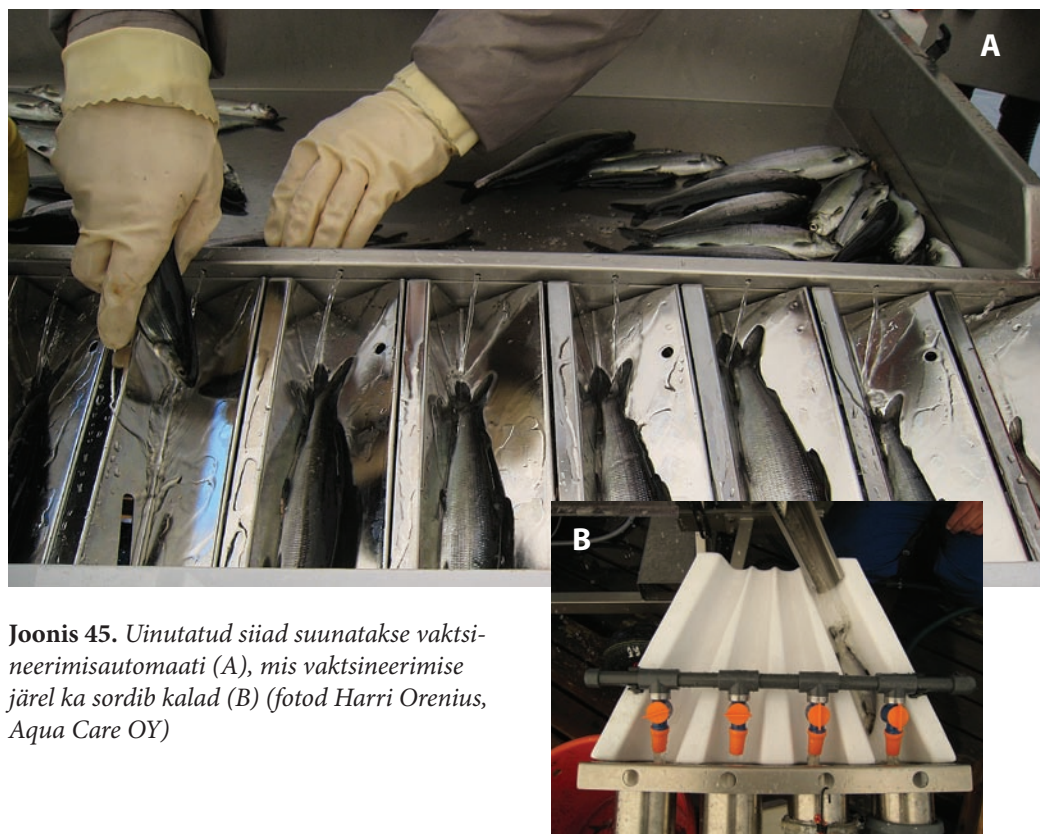 A
B
Joonis 45. Uinutatud siiad suunatakse vaktsi-
neerimisautomaati (A), mis vaktsineerimise
järel ka sordib kalad (B) (fotod Harri Orenius,
Aqua Care OY)